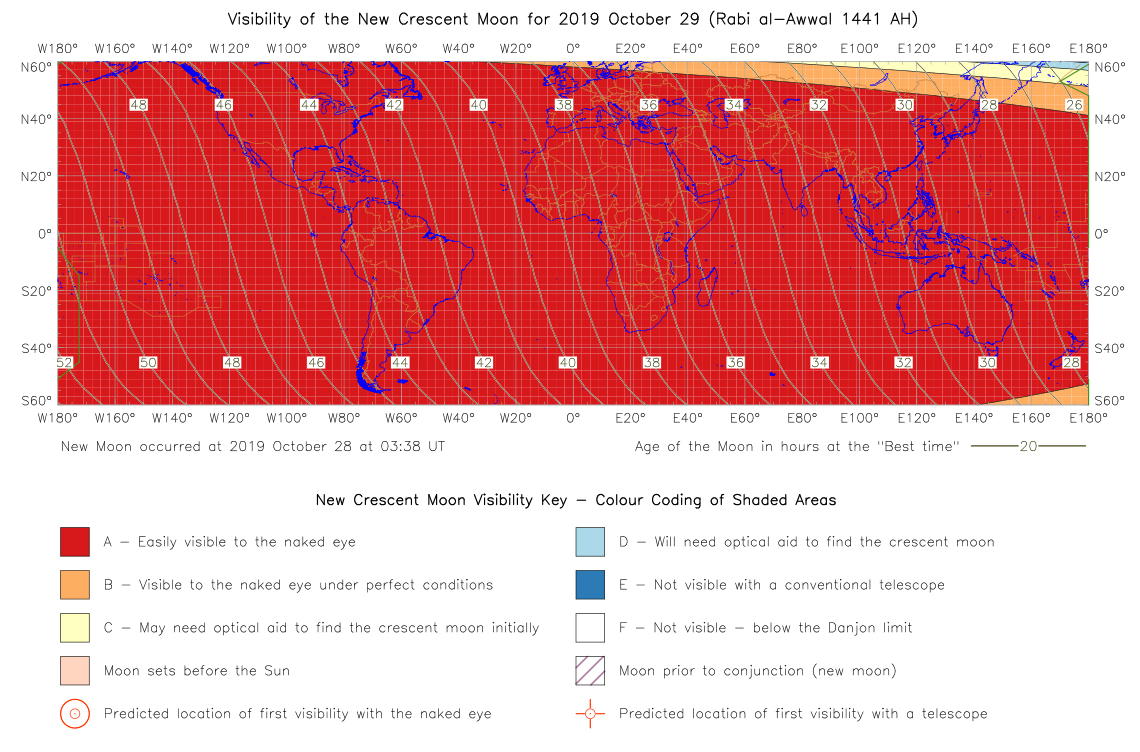 Visibility of the New Crescent Moon for 2019 October 29 (Rabi al-Awwal 1441 AH)
W180° W160° W140° W120° W100° W80° W60° W40° W20° 0° E20° E40° E60° E80° E100° E120° E140° E160° E180°
N60° N60°
48 46 44 42 40 38 36 34 32 30 28 26
N40° N40°
N20° N20°
0° 0°
S20° S20°
S40° S40°
52 50 48 46 44 42 40 38 36 34 32 30 28
S60° S60°
W180° W160° W140° W120° W100° W80° W60° W40° W20° 0° E20° E40° E60° E80° E100° E120° E140° E160° E180°
New Moon occurred at 2019 October 28 at 03:38 UT
Age of the Moon in hours at the "Best time" 20
New Crescent Moon Visibility Key – Colour Coding of Shaded Areas
A – Easily visible to the naked eye
D – Will need optical aid to find the crescent moon
B – Visible to the naked eye under perfect conditions
E – Not visible with a conventional telescope
C – May need optical aid to find the crescent moon initially
F – Not visible – below the Danjon limit
Moon sets before the Sun
Moon prior to conjunction (new moon)
Predicted location of first visibility with the naked eye
Predicted location of first visibility with a telescope